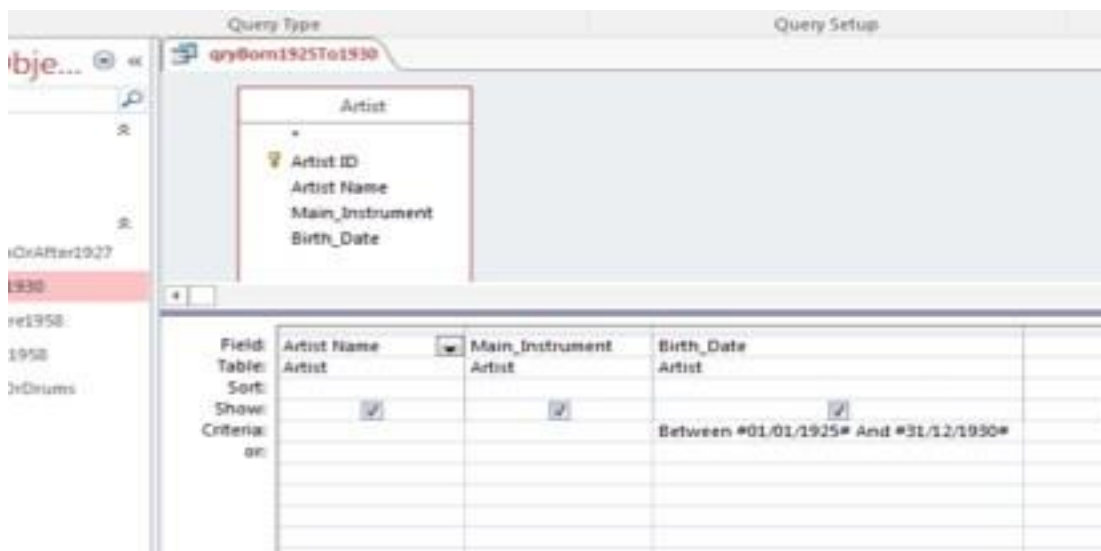 Query Type
Query Setup
bje...
qryBorn1925To1930
Artist
*
Artist ID
Artist Name
Main_Instrument
Birth_Date
OrAfter1927
1930
re1958
1958
OrDrums
Field: Artist Name Main_Instrument Birth_Date
Table: Artist Artist Artist
Sort:
Show:
Criteria: Between #01/01/1925# And #31/12/1930#
or: